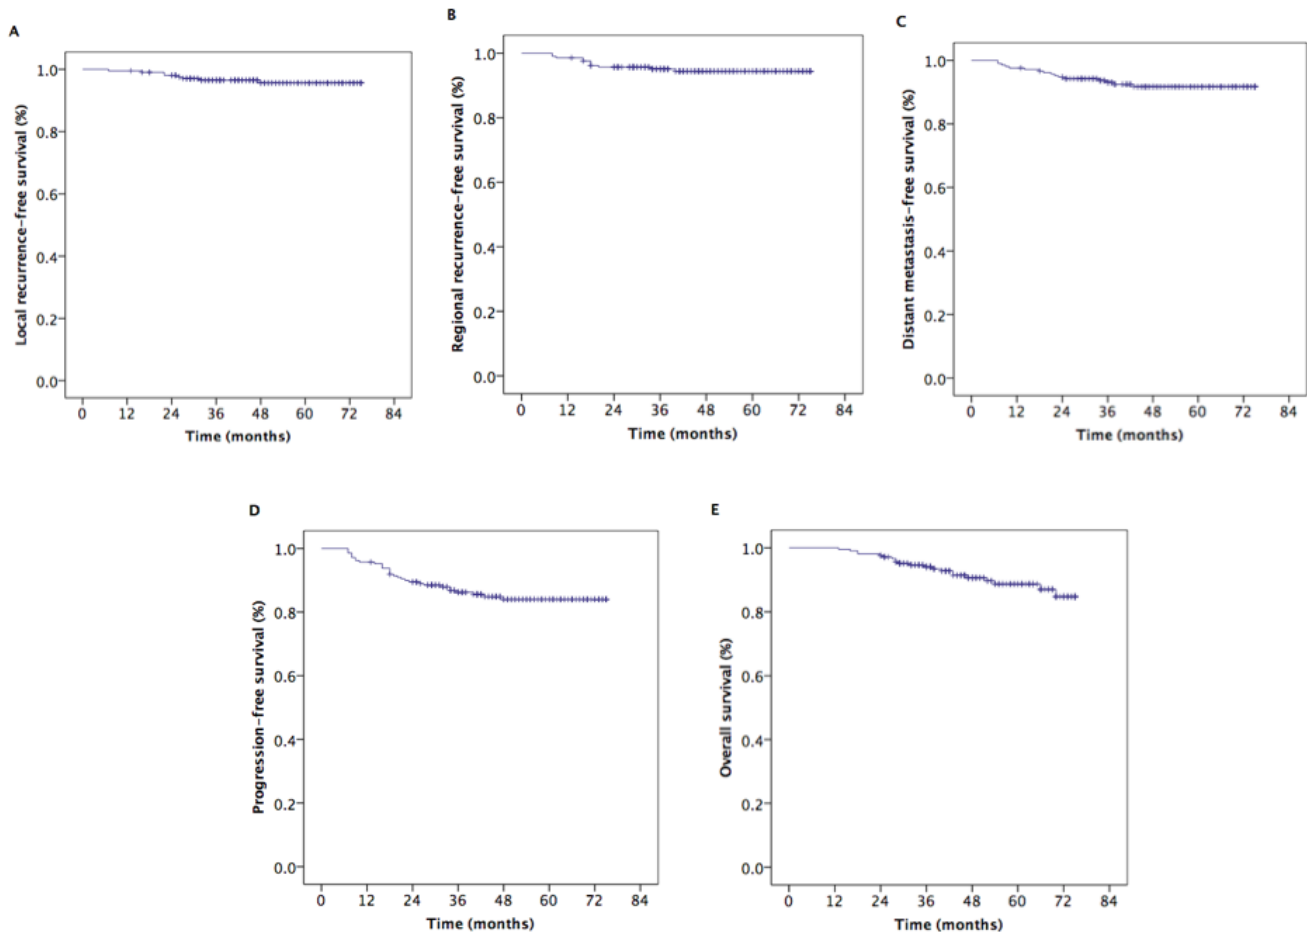 A
Local recurrence-free survival (%)
1.0
0.8
0.6
0.4
0.2
0.0
0 12 24 36 48 60 72 84
Time (months)
B
Regional recurrence-free survival (%)
1.0
0.8
0.6
0.4
0.2
0.0
0 12 24 36 48 60 72 84
Time (months)
C
Distant metastasis-free survival (%)
1.0
0.8
0.6
0.4
0.2
0.0
0 12 24 36 48 60 72 84
Time (months)
D
Progression-free survival (%)
1.0
0.8
0.6
0.4
0.2
0.0
0 12 24 36 48 60 72 84
Time (months)
E
Overall survival (%)
1.0
0.8
0.6
0.4
0.2
0.0
0 12 24 36 48 60 72 84
Time (months)